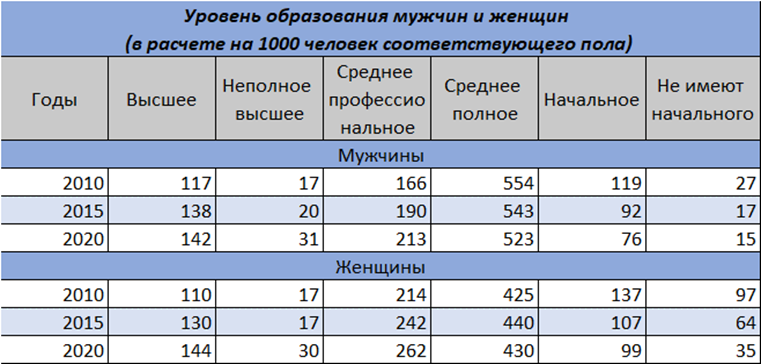 Уровень образования мужчин и женщин
(в расчете на 1000 человек соответствующего пола)
Годы Высшее Неполное высшее Среднее профессио нальное Среднее полное Начальное Не имеют начального
Мужчины
2010 117 17 166 554 119 27
2015 138 20 190 543 92 17
2020 142 31 213 523 76 15
Женщины
2010 110 17 214 425 137 97
2015 130 17 242 440 107 64
2020 144 30 262 430 99 35